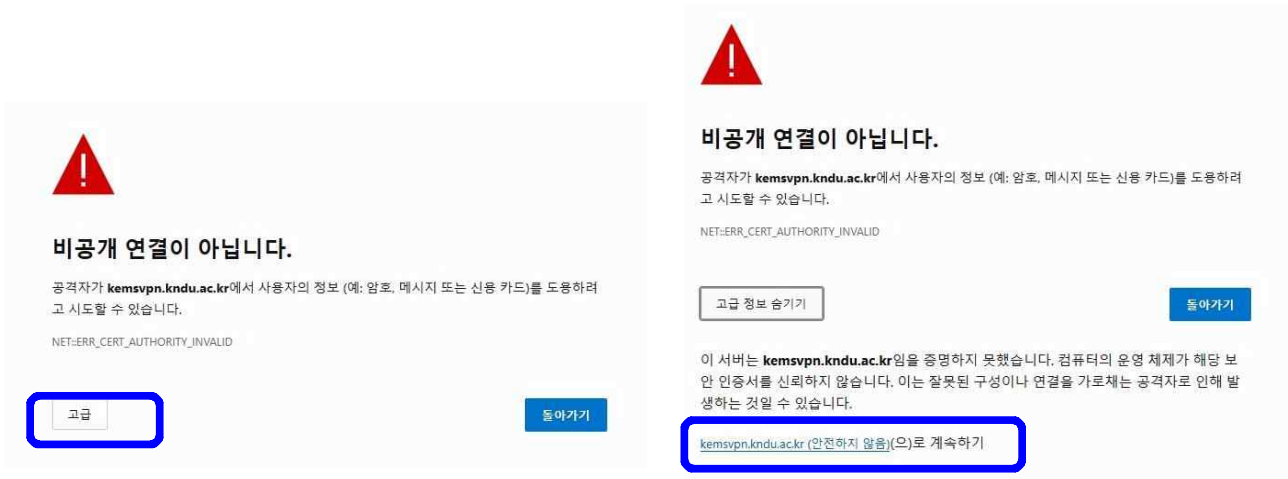 비공개 연결이 아닙니다.
공격자가 kemsvpn.kndu.ac.kr에서 사용자의 정보 (예: 암호, 메시지 또는 신용 카드)를 도용하려
고 시도할 수 있습니다.
NET::ERR_CERT_AUTHORITY_INVALID
고급
돌아가기
비공개 연결이 아닙니다.
공격자가 kemsvpn.kndu.ac.kr에서 사용자의 정보 (예: 암호, 메시지 또는 신용 카드)를 도용하려
고 시도할 수 있습니다.
NET::ERR_CERT_AUTHORITY_INVALID
고급 정보 숨기기
돌아가기
이 서버는 kemsvpn.kndu.ac.kr임을 증명하지 못했습니다. 컴퓨터의 운영 체제가 해당 보
안 인증서를 신뢰하지 않습니다. 이는 잘못된 구성이나 연결을 가로채는 공격자로 인해 발
생하는 것일 수 있습니다.
kemsvpn.kndu.ac.kr (안전하지 않음)(으)로 계속하기